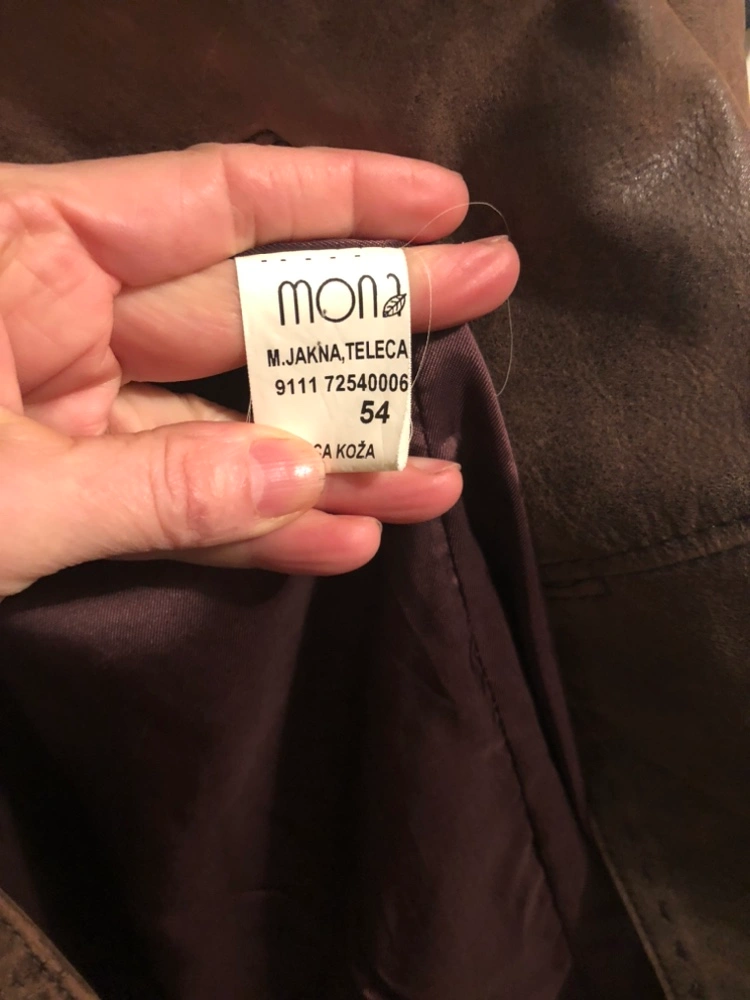 mona
M.JAKNA,TELECA
9111 72540006
54
KOŽA